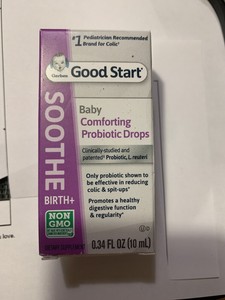 #1 Pediatrician Recommended
Brand for Colic*
Gerber
Good Start®
SOOTHE
BIRTH+
Baby
Comforting
Probiotic Drops
Clinically-studied and
patented° Probiotic, L. reuteri
Only probiotic shown to
be effective in reducing
colic & spit-ups*
Promotes a healthy
digestive function
& regularity*
NON
GMO
0.34 FL OZ (10 mL)
love.